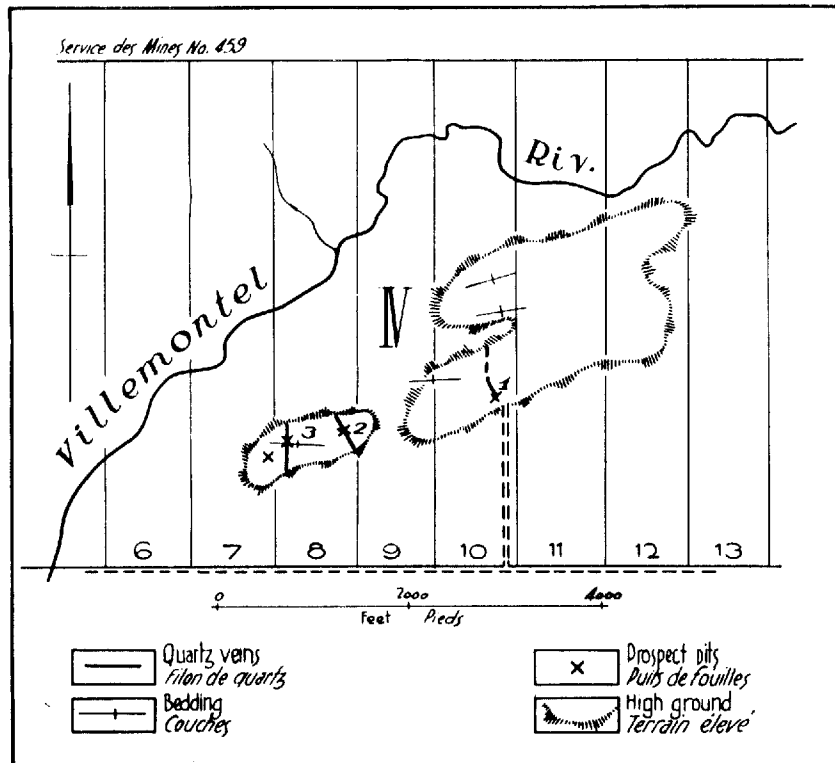 Service des Mines No. 459
Riv.
Villemontel
IV
1
3
2
6 7 8 9 10 11 12 13
0 2000 4000
Feet Pieds
Quartz veins
Filon de quartz
Bedding
Couches
Prospect pits
Puits de fouilles
High ground
Terrain élevé